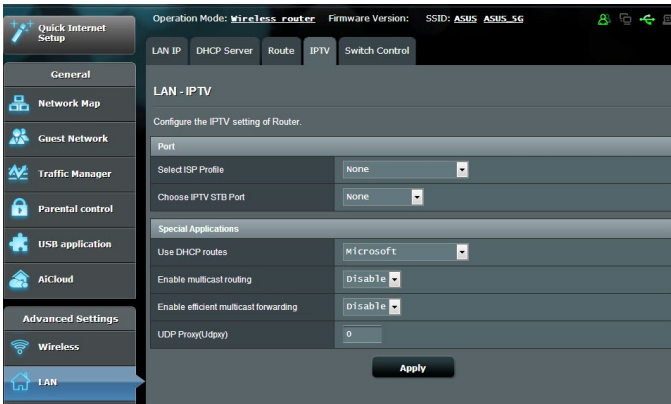 Operation Mode: Wireless router Firmware Version: SSID: ASUS ASUS_5G
Quick Internet
Setup
General
Network Map
Guest Network
Traffic Manager
Parental control
USB application
AiCloud
Advanced Settings
Wireless
LAN
LAN IP DHCP Server Route IPTV Switch Control
LAN - IPTV
Configure the IPTV setting of Router.
Port
Select ISP Profile None
Choose IPTV STB Port None
Special Applications
Use DHCP routes Microsoft
Enable multicast routing Disable
Enable efficient multicast forwarding Disable
UDP Proxy(Udpxy) 0
Apply